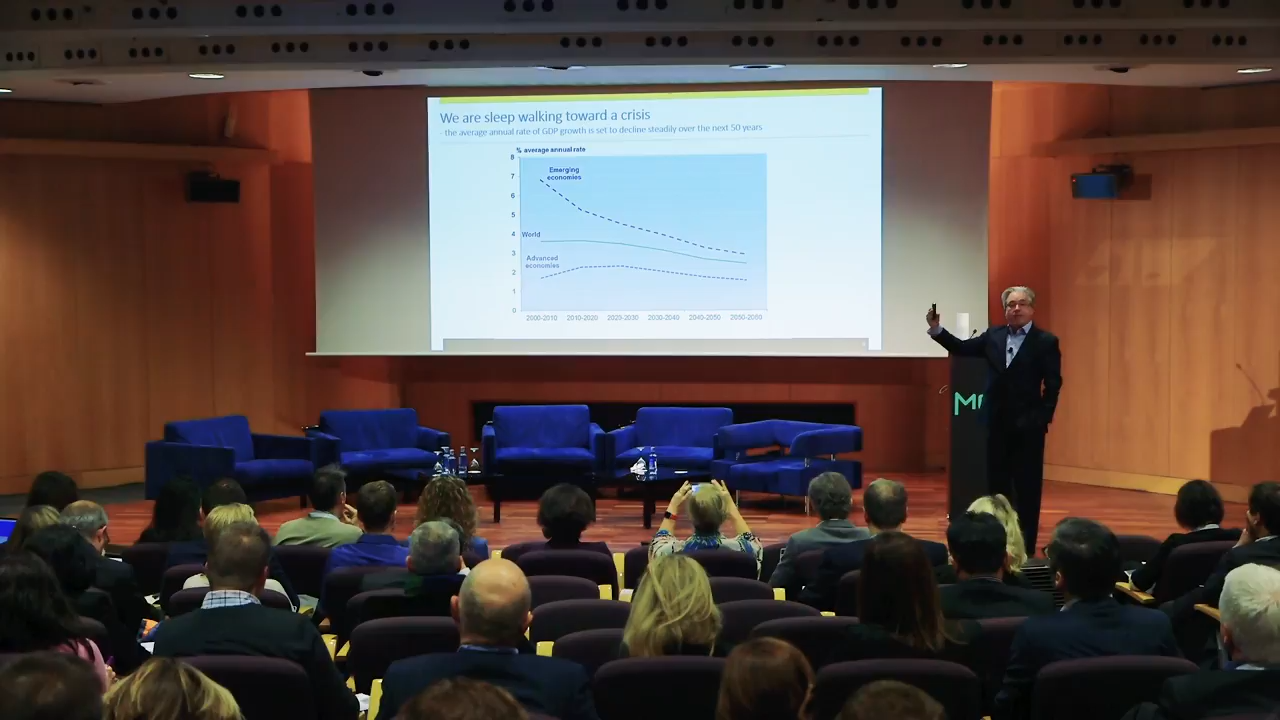 We are sleep walking toward a crisis
- the average annual rate of GDP growth is set to decline steadily over the next 50 years
% average annual rate
8
7
6
5
4
3
2
1
0
Emerging
economies
World
Advanced
economies
2000-2010 2010-2020 2020-2030 2030-2040 2040-2050 2050-2060